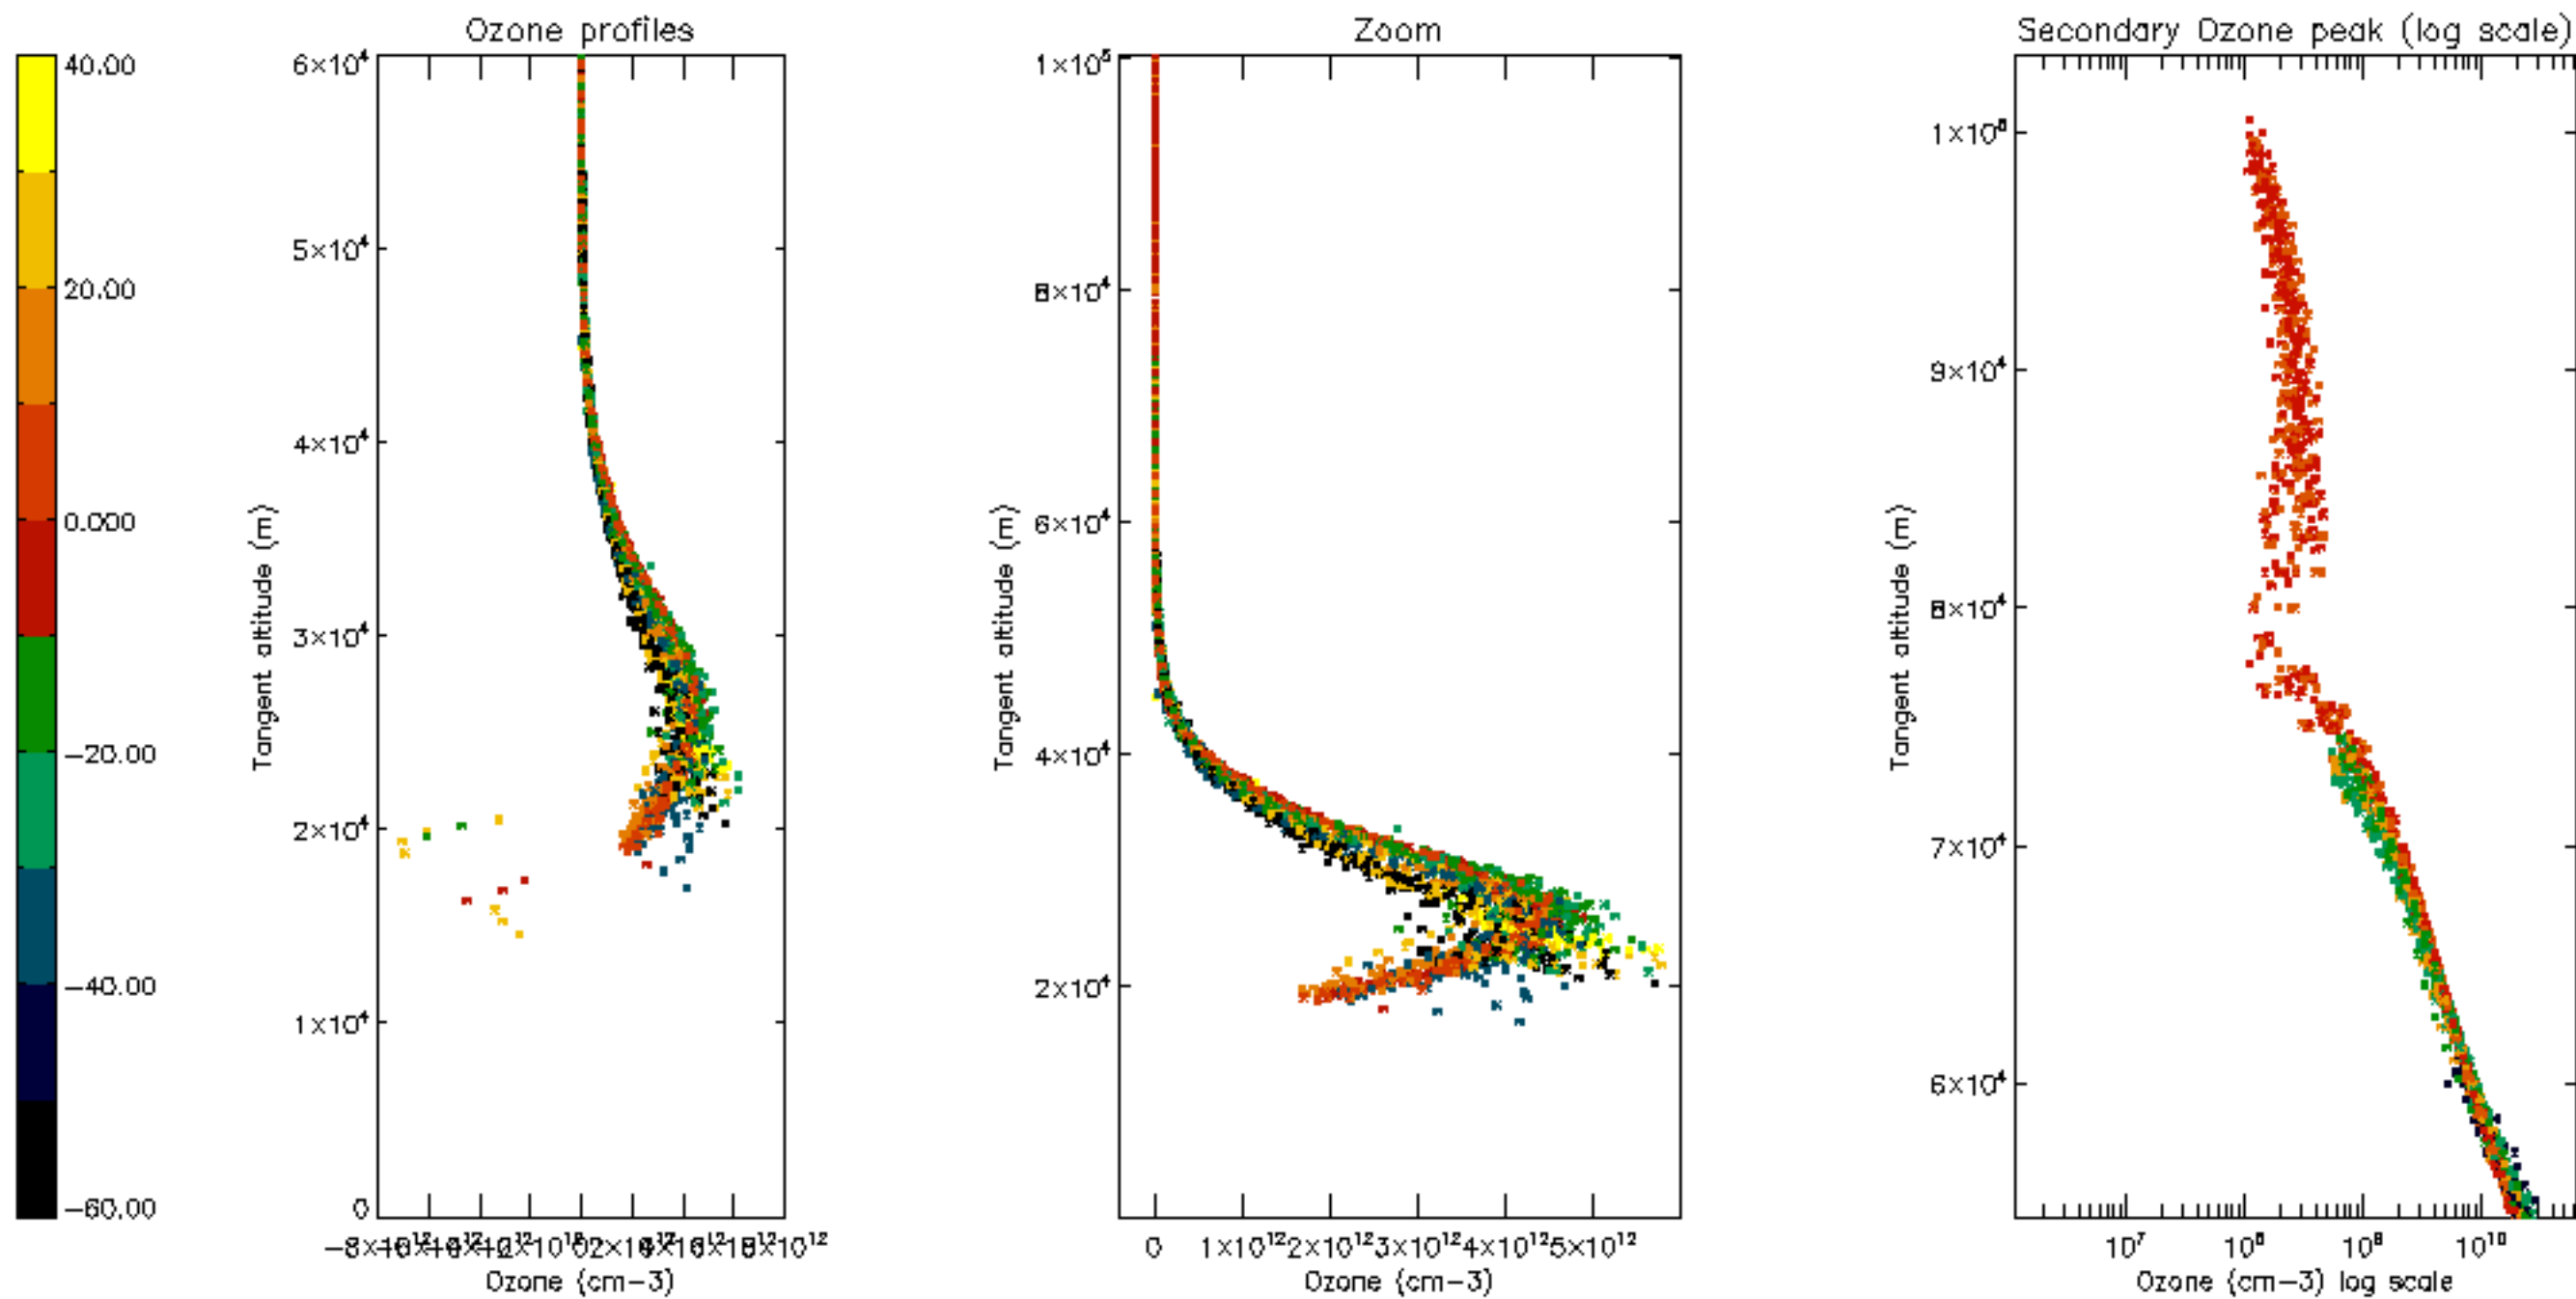 Ozone profiles
Zoom
Secondary Ozone peak (log scale)
40.00
20.00
0.000
−20.00
−40.00
−60.00
6×10⁴
5×10⁴
4×10⁴
3×10⁴
2×10⁴
1×10⁴
0
Tangent altitude (m)
Ozone (cm−3)
1×10⁵
8×10⁴
6×10⁴
4×10⁴
2×10⁴
Tangent altitude (m)
0 1×10¹² 2×10¹² 3×10¹² 4×10¹² 5×10¹²
Ozone (cm−3)
9×10⁴
8×10⁴
7×10⁴
6×10⁴
Tangent altitude (m)
10⁷ 10⁸ 10⁹ 10¹⁰
Ozone (cm−3) log scale